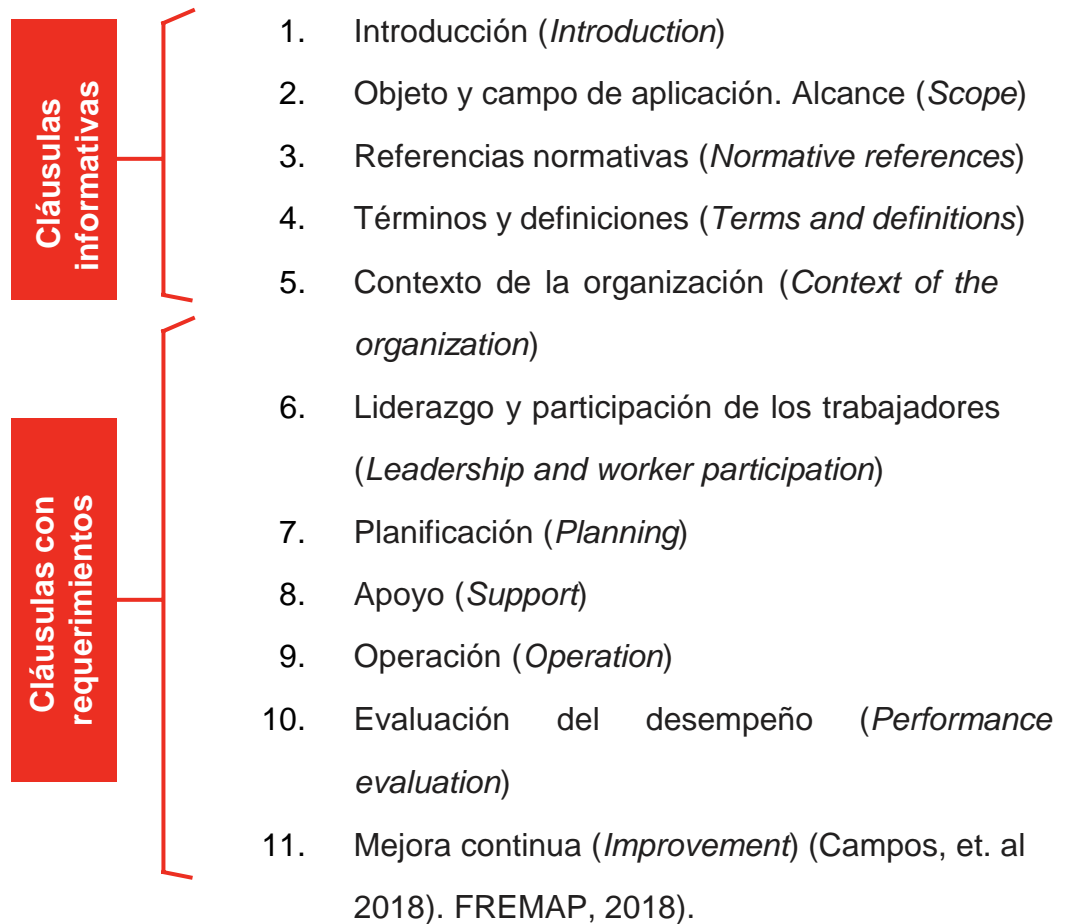 Cláusulas
informativas
1. Introducción (Introduction)
2. Objeto y campo de aplicación. Alcance (Scope)
3. Referencias normativas (Normative references)
4. Términos y definiciones (Terms and definitions)
5. Contexto de la organización (Context of the
organization)
Cláusulas con
requerimientos
6. Liderazgo y participación de los trabajadores
(Leadership and worker participation)
7. Planificación (Planning)
8. Apoyo (Support)
9. Operación (Operation)
10. Evaluación del desempeño (Performance
evaluation)
11. Mejora continua (Improvement) (Campos, et. al
2018). FREMAP, 2018).